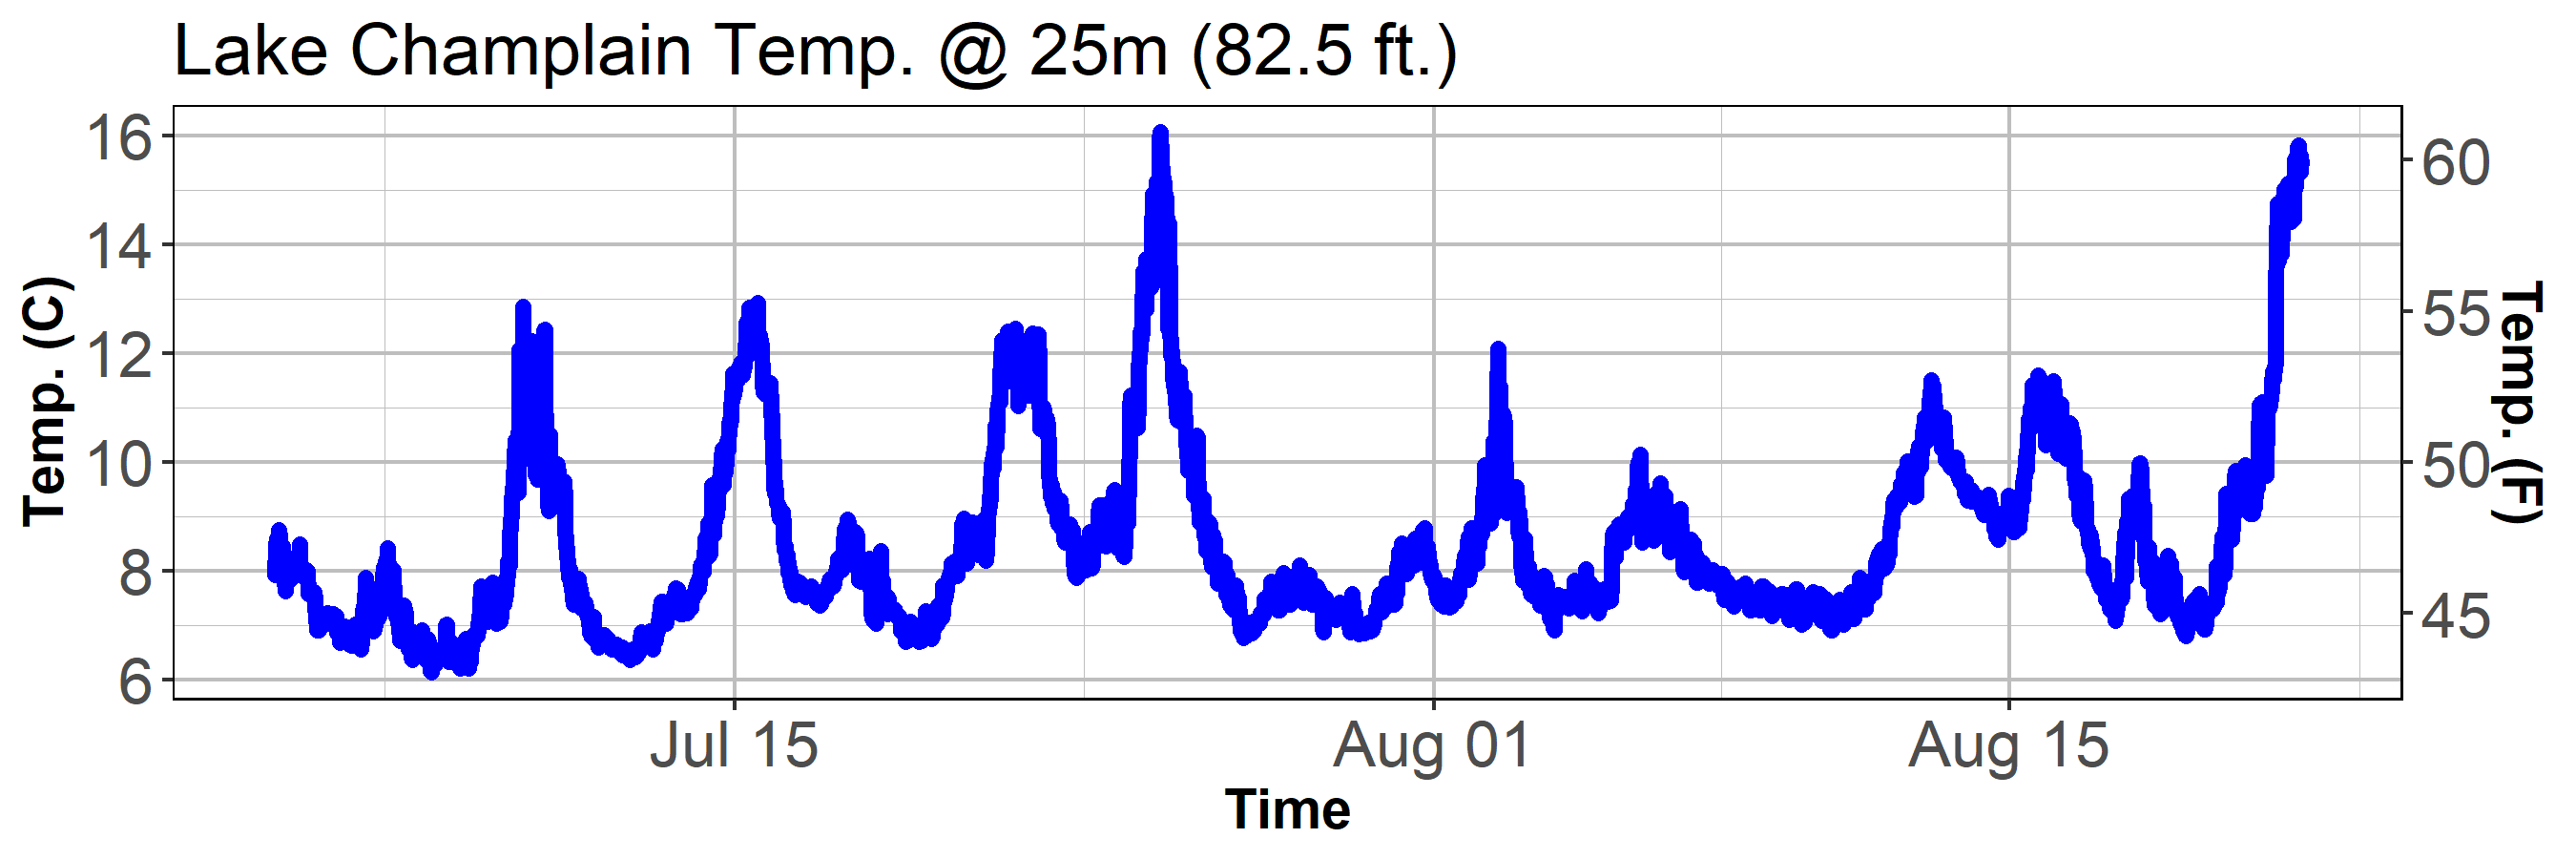 Lake Champlain Temp. @ 25m (82.5 ft.)
Temp. (C)
16
14
12
10
8
6
60
55
50
45
Temp. (F)
Jul 15 Aug 01 Aug 15
Time